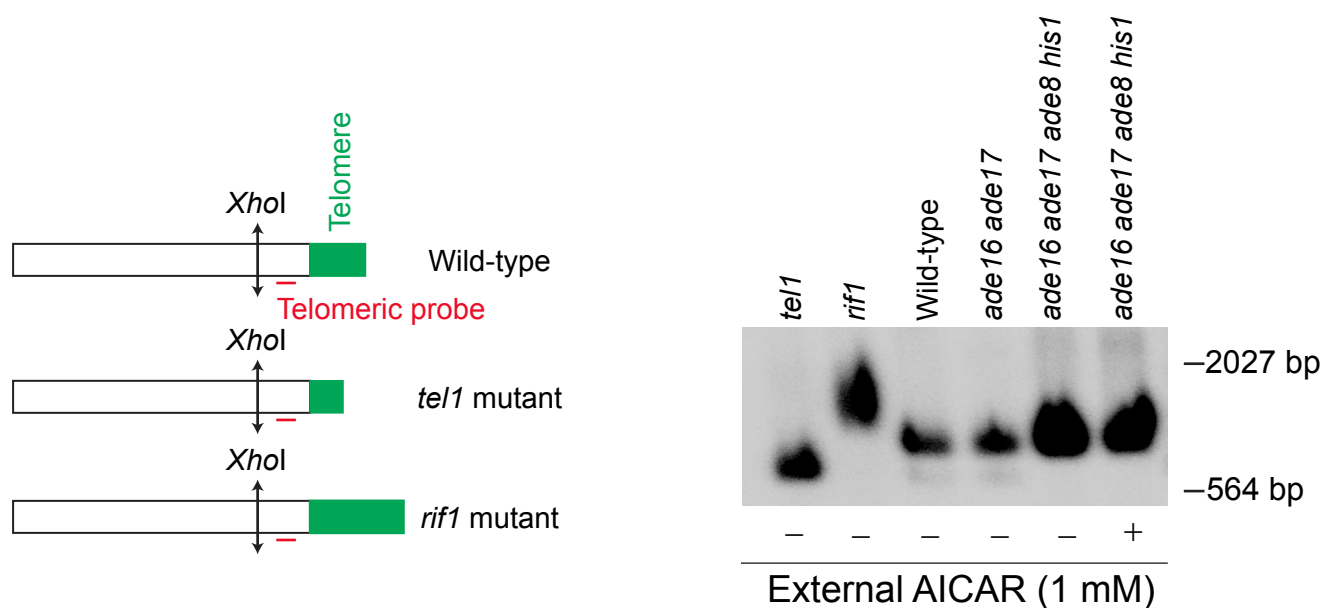 Telomere
XhoI
Wild-type
Telomeric probe
XhoI
tel1 mutant
XhoI
rif1 mutant
tel1
rif1
Wild-type
ade16 ade17
ade16 ade17 ade8 his1
ade16 ade17 ade8 his1
–2027 bp
–564 bp
– – – – – +
External AICAR (1 mM)